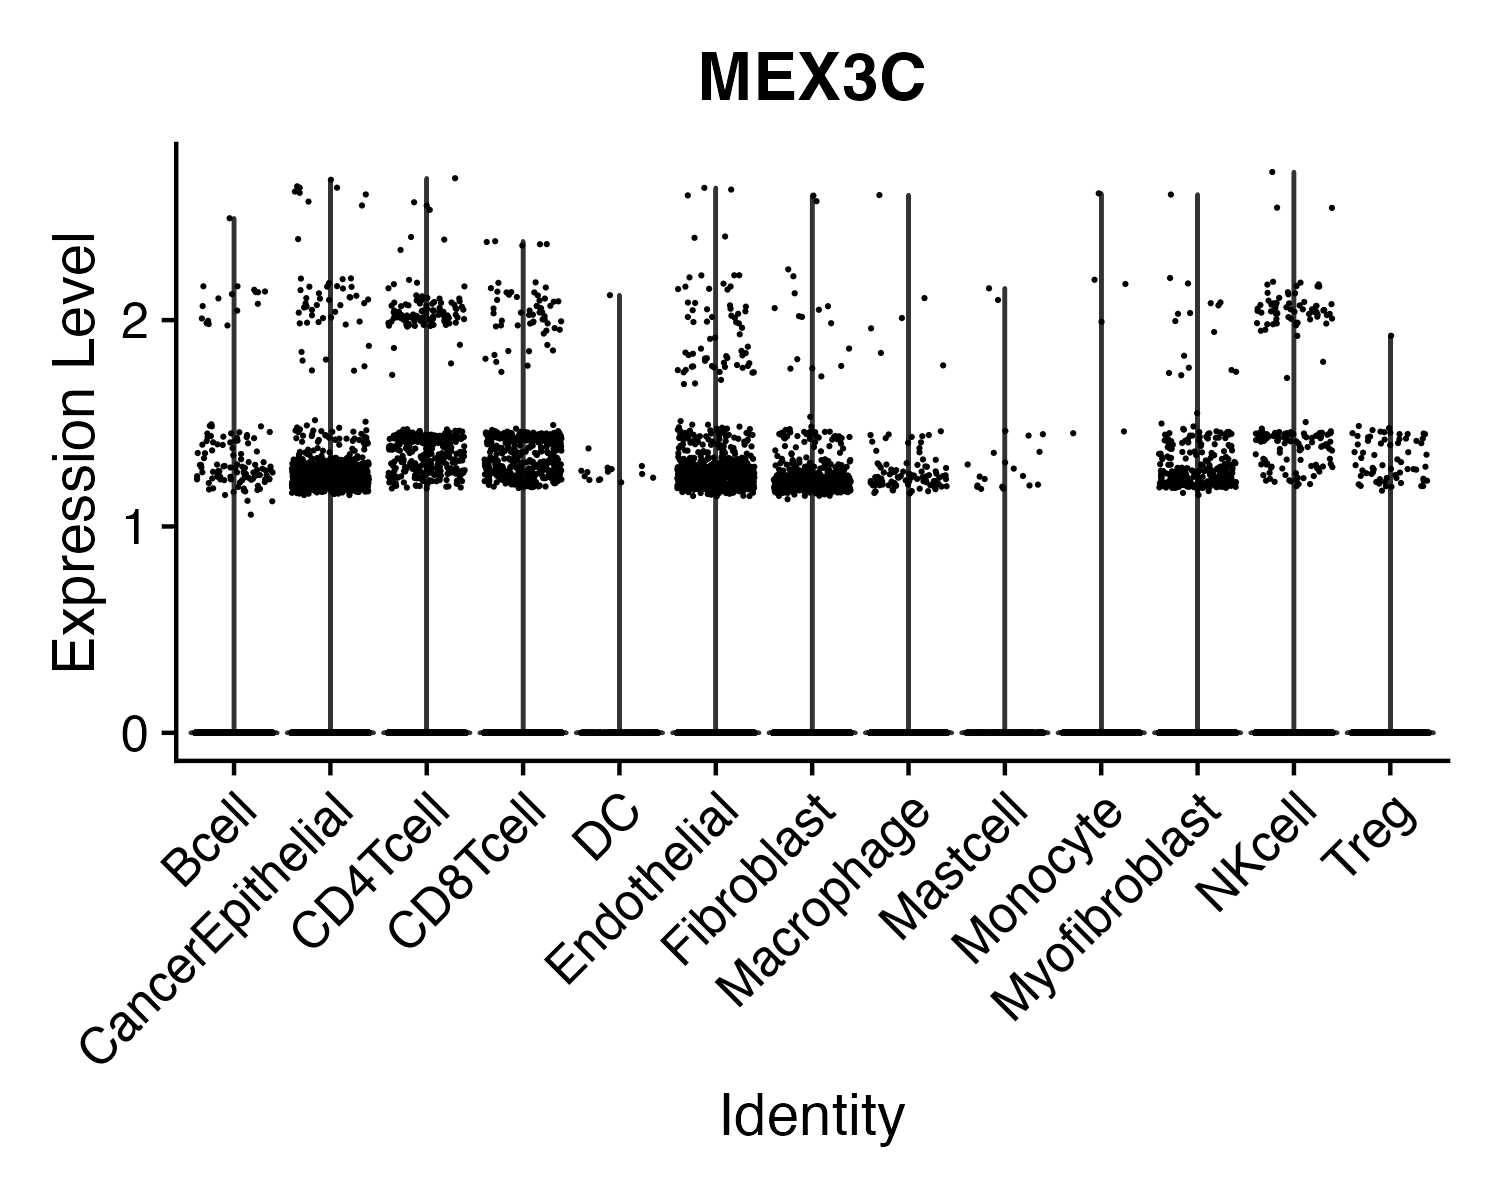 MEX3C
Expression Level
2
1
0
Bcell
CancerEpithelial
CD4Tcell
CD8Tcell
DC
Endothelial
Fibroblast
Macrophage
Mastcell
Monocyte
Myofibroblast
NKcell
Treg
Identity